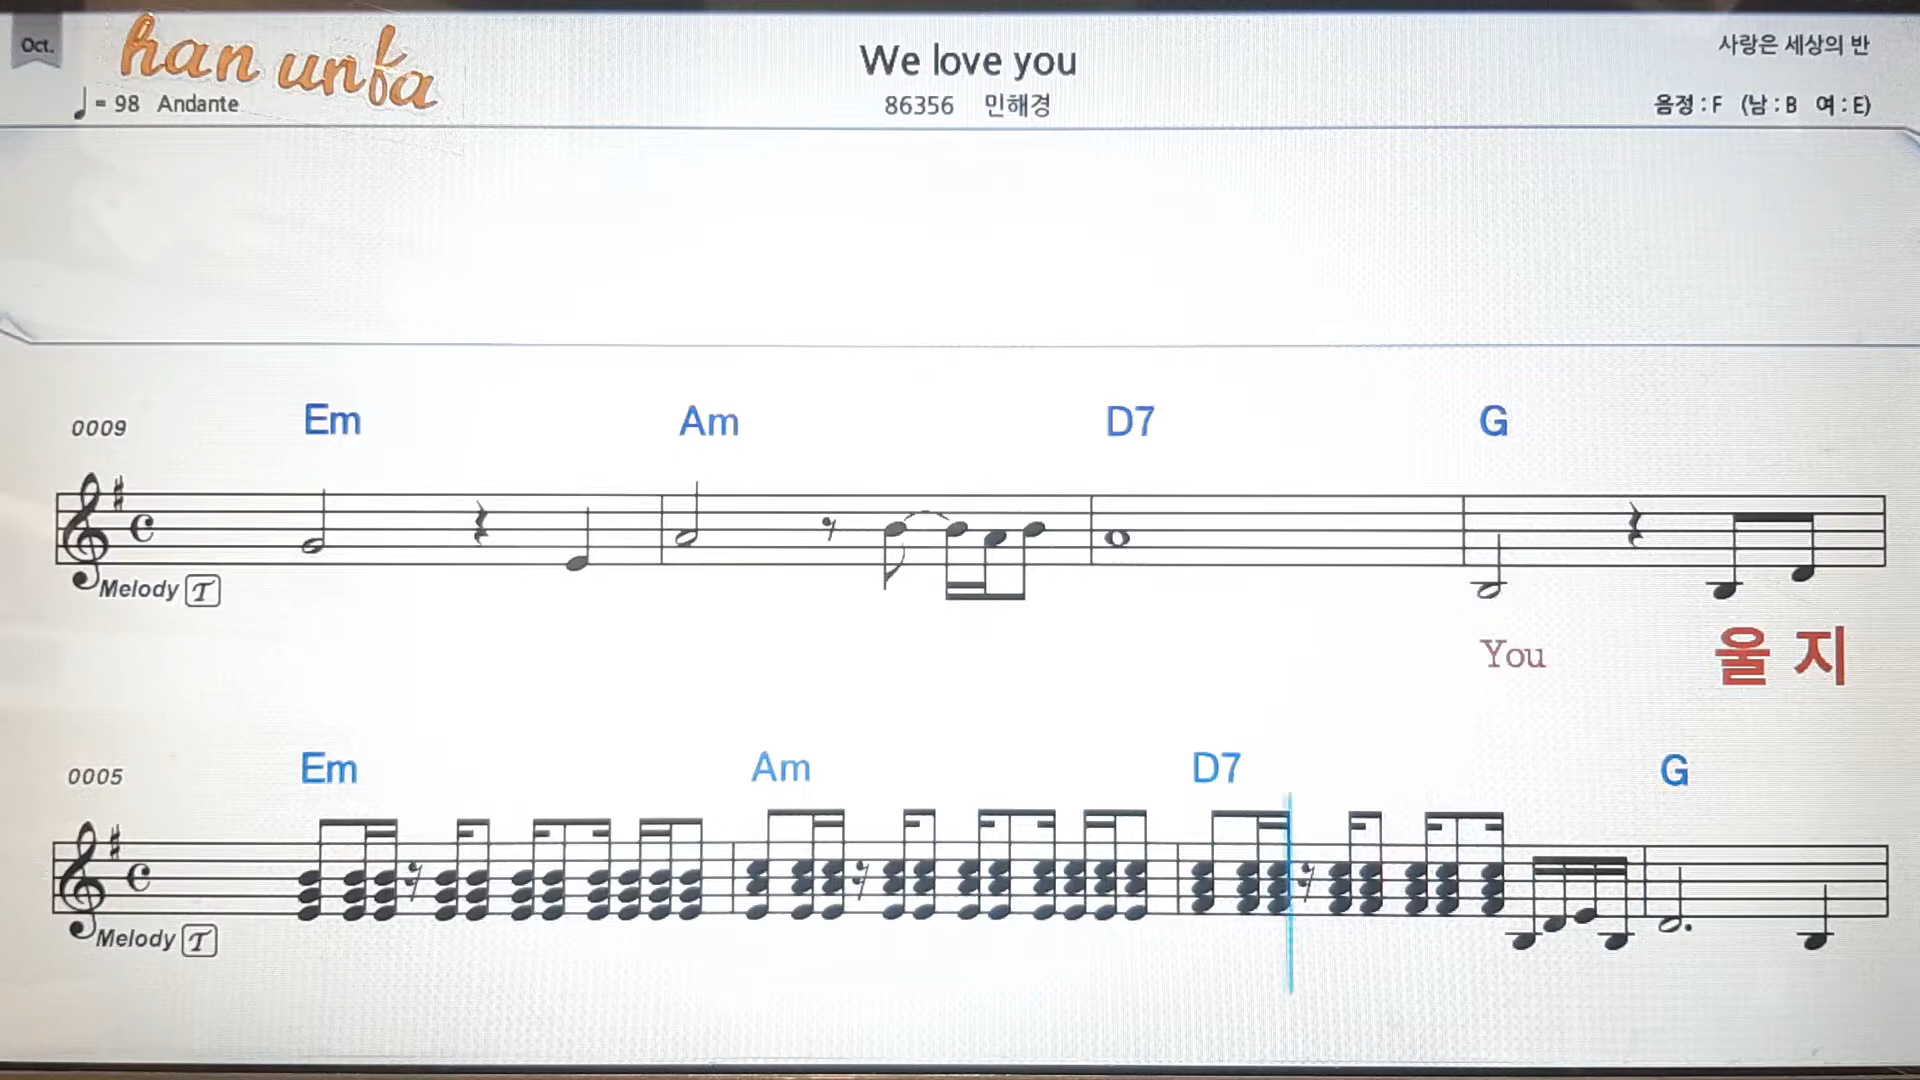 Oct.
han unfa
We love you
사랑은 세상의 반
♩ = 98 Andante
86356 민해경
음정 : F (남 : B 여 : E)
0009 Em Am D7 G
Melody T
You 울 지
0005 Em Am D7 G
Melody T